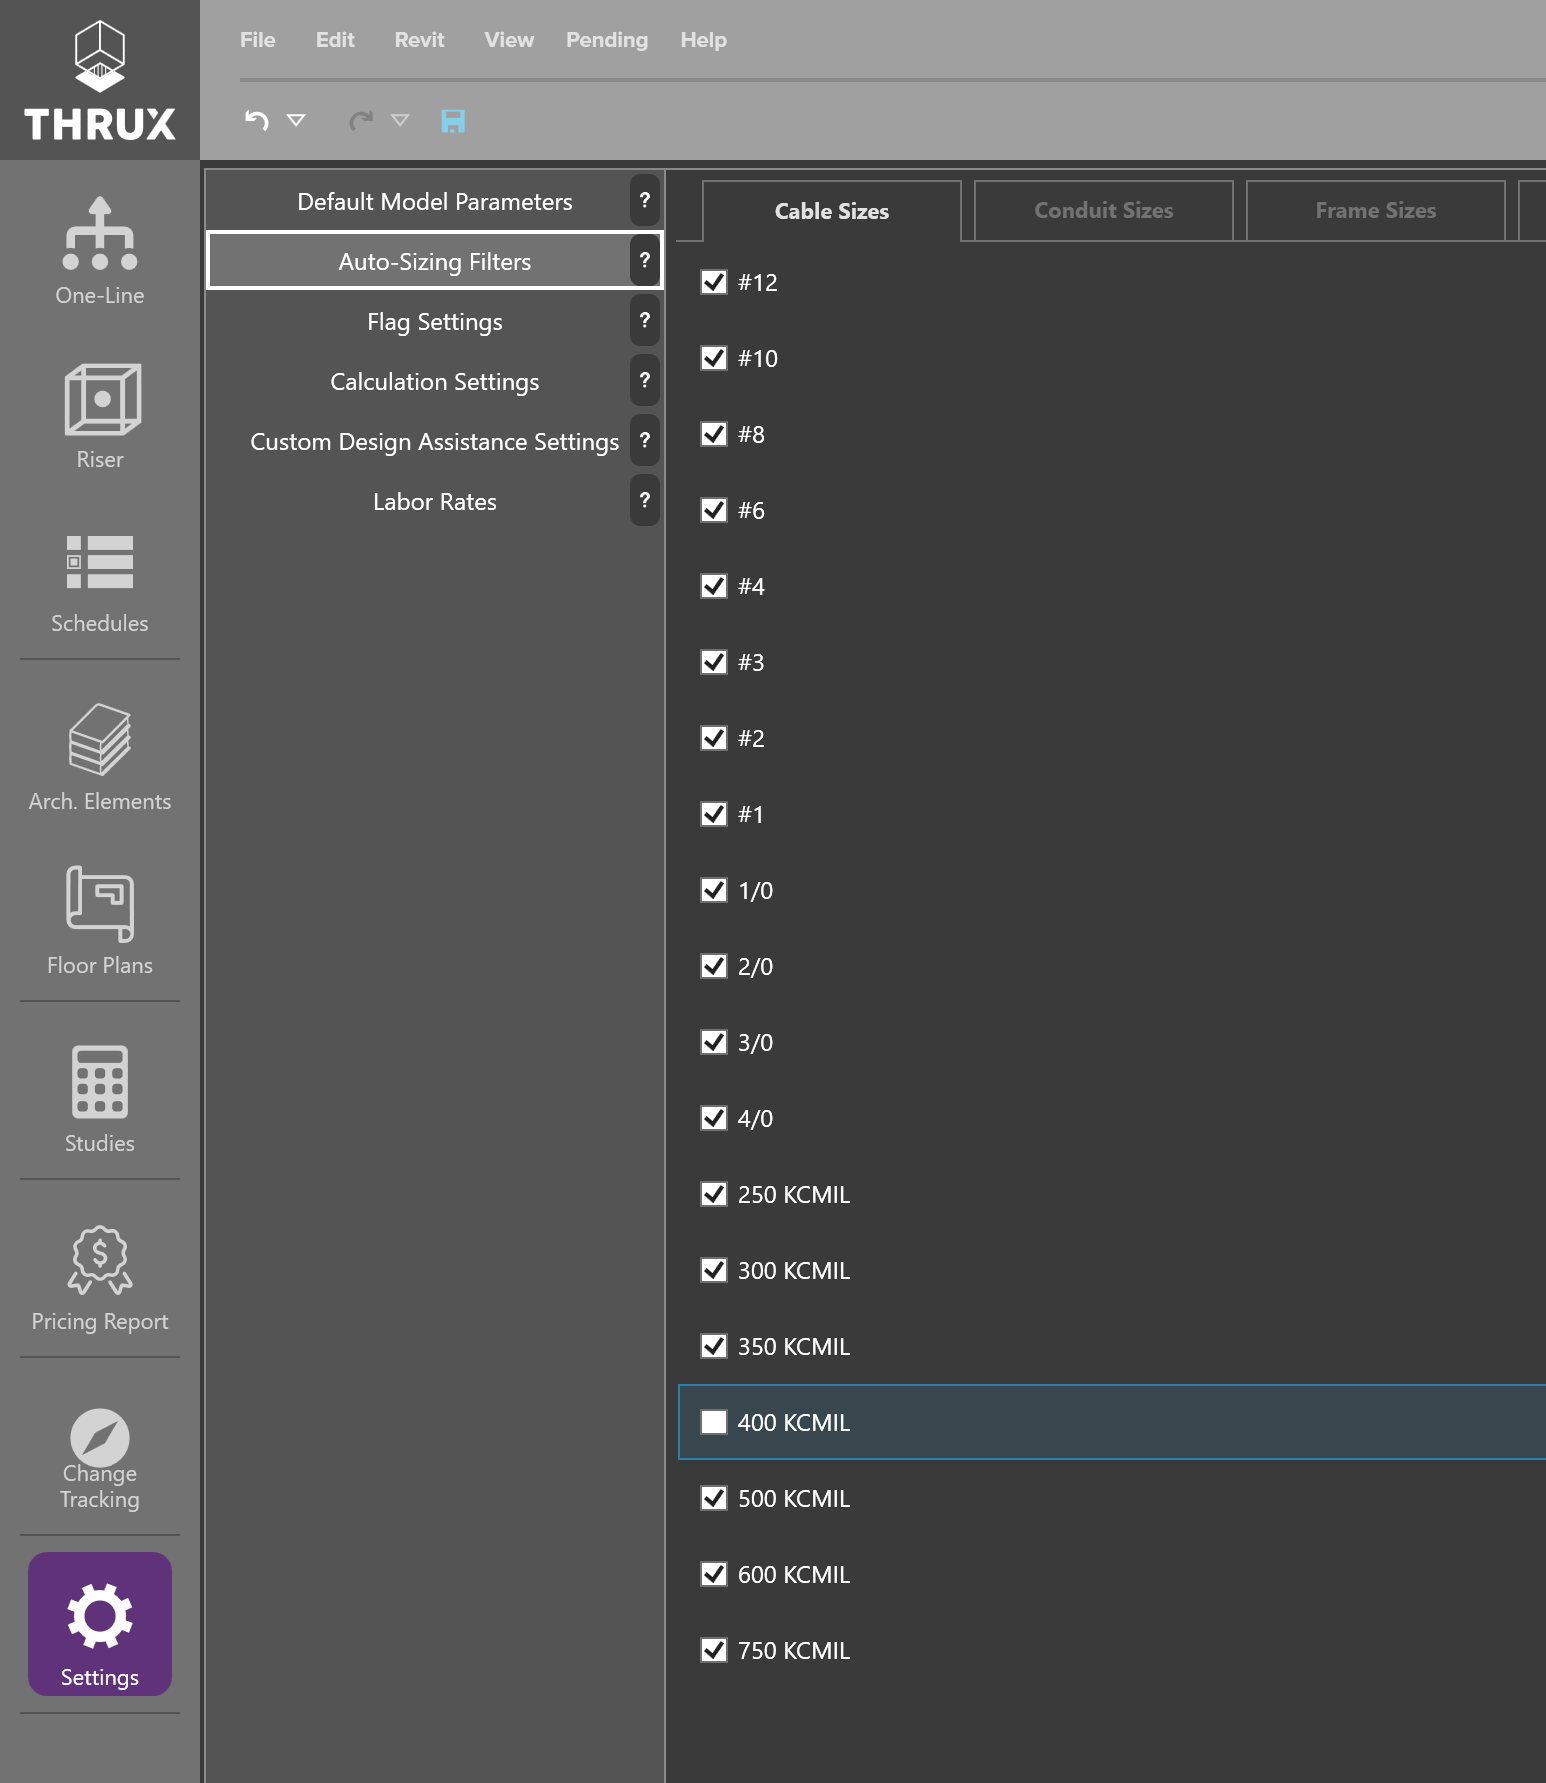 THRUX
File Edit Revit View Pending Help
One-Line
Riser
Schedules
Arch. Elements
Floor Plans
Studies
Pricing Report
Change
Tracking
Settings
Default Model Parameters ?
Auto-Sizing Filters ?
Flag Settings ?
Calculation Settings ?
Custom Design Assistance Settings ?
Labor Rates ?
Cable Sizes Conduit Sizes Frame Sizes
#12
#10
#8
#6
#4
#3
#2
#1
1/0
2/0
3/0
4/0
250 KCMIL
300 KCMIL
350 KCMIL
400 KCMIL
500 KCMIL
600 KCMIL
750 KCMIL